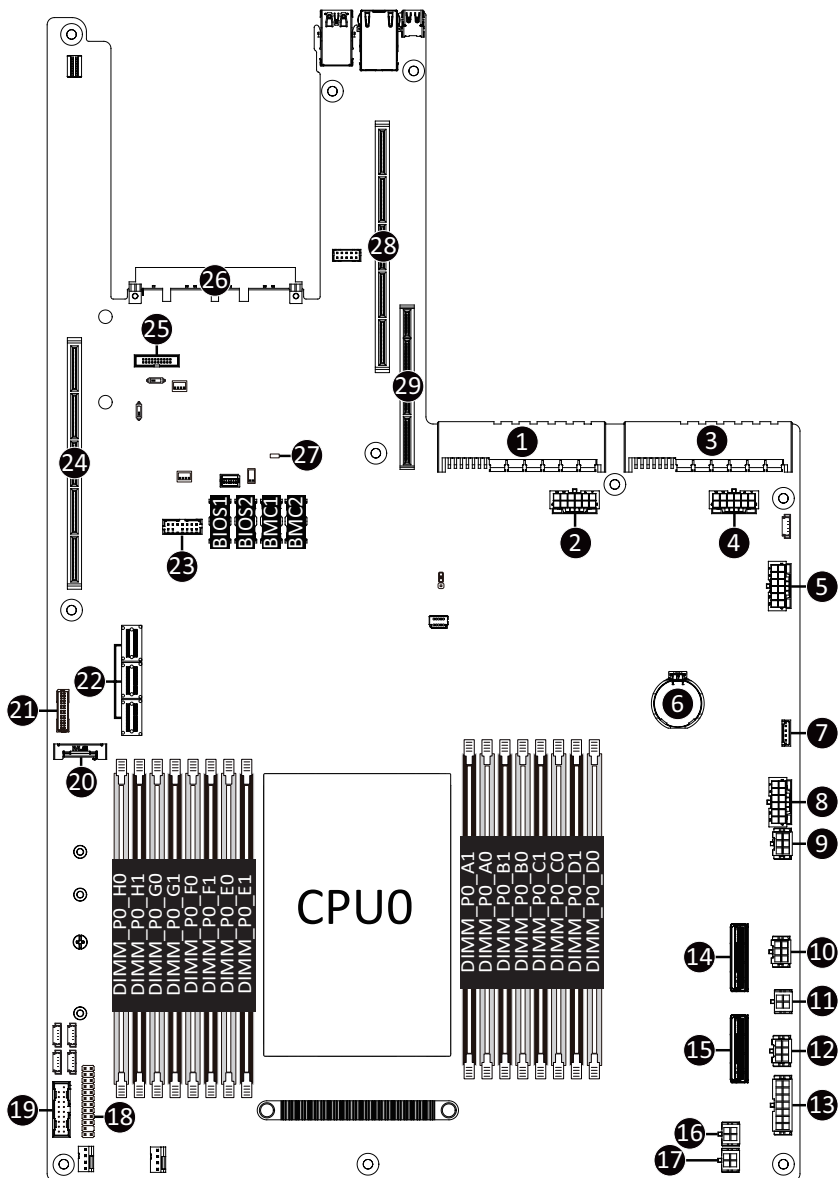 28
26
25
29
1
3
24
27
BIOS1
BIOS2
BMC1
BMC2
2
4
23
5
22
6
21
7
20
8
9
DIMM_P0_H0
DIMM_P0_H1
DIMM_P0_G0
DIMM_P0_G1
DIMM_P0_F0
DIMM_P0_F1
DIMM_P0_E0
DIMM_P0_E1
CPU0
DIMM_P0_A1
DIMM_P0_A0
DIMM_P0_B1
DIMM_P0_B0
DIMM_P0_C1
DIMM_P0_C0
DIMM_P0_D1
DIMM_P0_D0
14
10
11
15
12
19
18
13
16
17